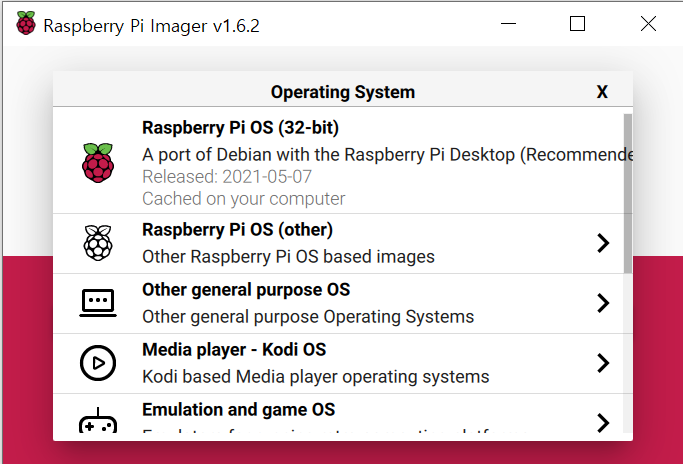 Raspberry Pi Imager v1.6.2
Operating System X
Raspberry Pi OS (32-bit)
A port of Debian with the Raspberry Pi Desktop (Recommende
Released: 2021-05-07
Cached on your computer
Raspberry Pi OS (other)
Other Raspberry Pi OS based images
Other general purpose OS
Other general purpose Operating Systems
Media player - Kodi OS
Kodi based Media player operating systems
Emulation and game OS